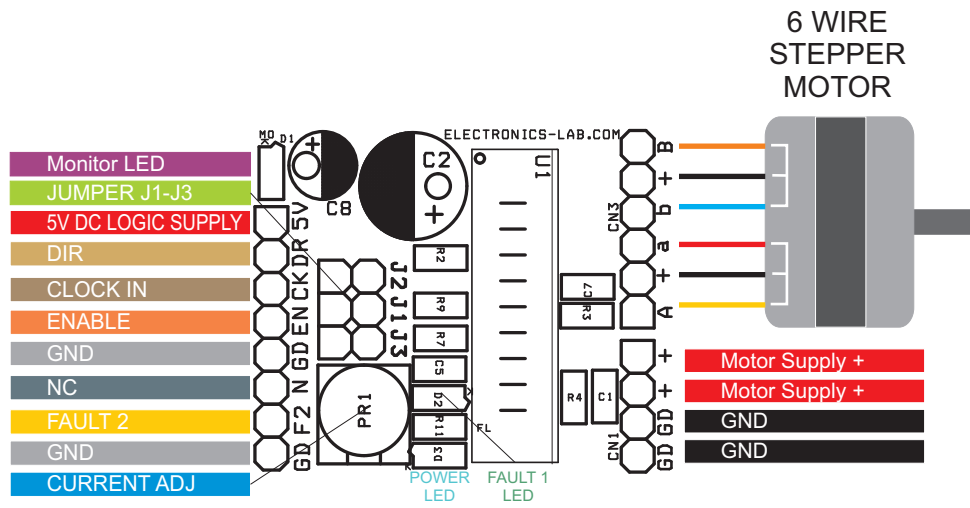 6 WIRE
STEPPER
MOTOR
ELECTRONICS-LAB.COM
MO
D1
C8
C2
U1
Monitor LED
JUMPER J1-J3
5V DC LOGIC SUPPLY
DIR
CLOCK IN
ENABLE
GND
NC
FAULT 2
GND
CURRENT ADJ
5V
DR
CK
EN
GD
N
F2
GD
J2
J1
J3
PR1
R2
R9
R7
C5
D2
R11
D3
FL
C7
R3
R4
C1
CN3
B
+
b
a
+
A
CN1
+
+
GD
GD
Motor Supply +
Motor Supply +
GND
GND
POWER
LED
FAULT 1
LED